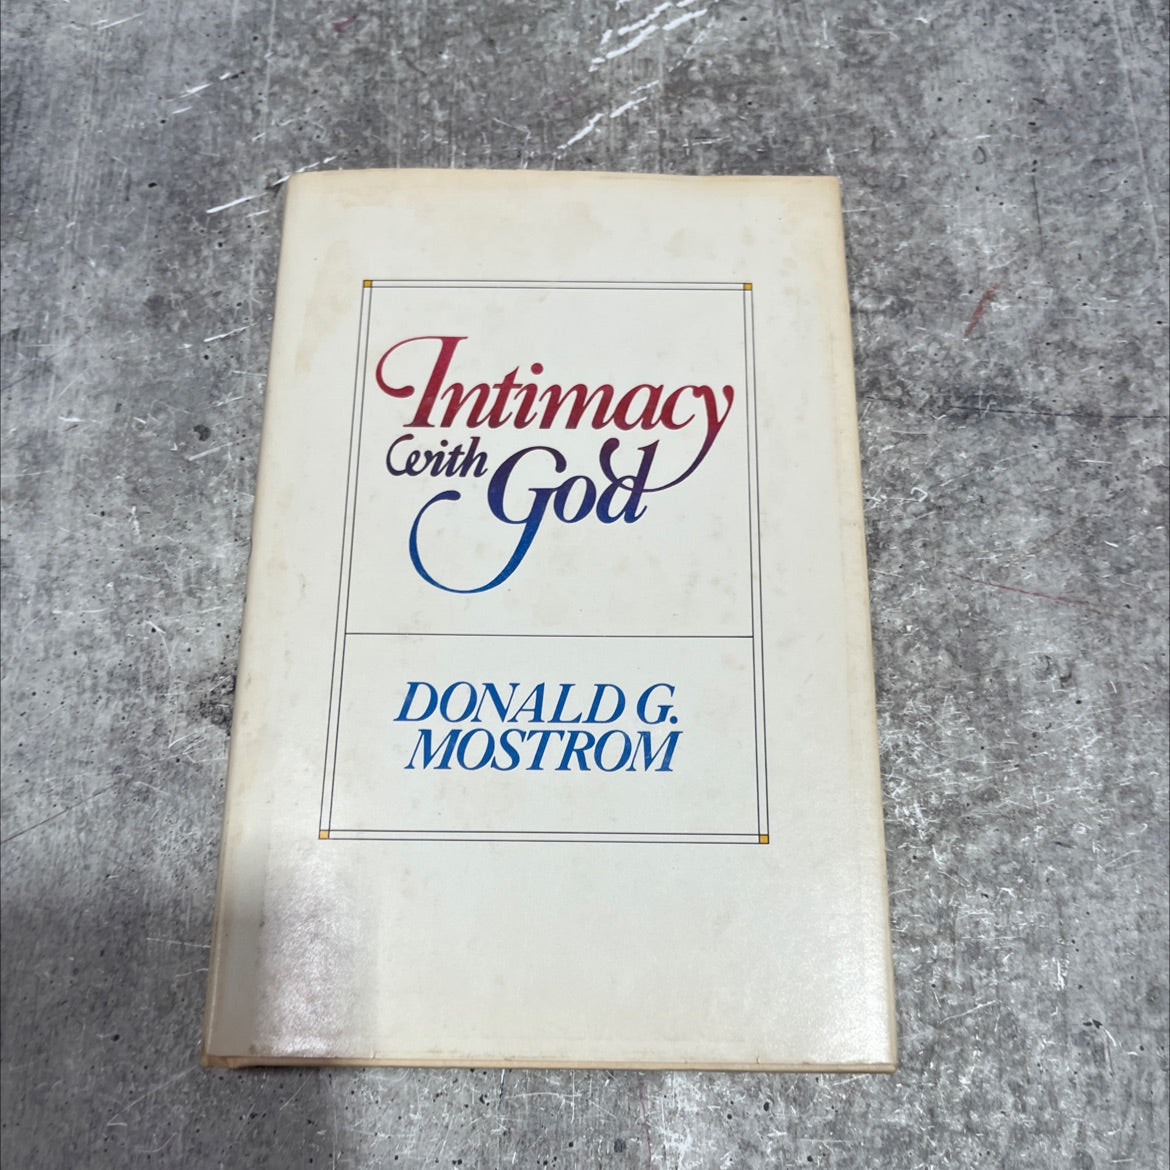 Intimacy
with God
DONALD G.
MOSTROM